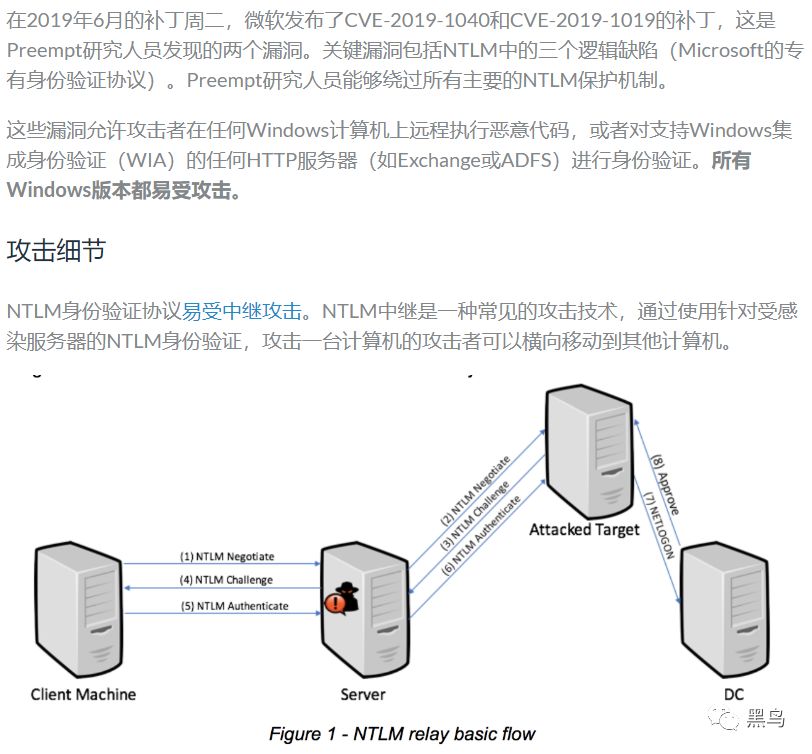 在2019年6月的补丁周二，微软发布了CVE-2019-1040和CVE-2019-1019的补丁，这是
Preempt研究人员发现的两个漏洞。关键漏洞包括NTLM中的三个逻辑缺陷（Microsoft的专
有身份验证协议）。Preempt研究人员能够绕过所有主要的NTLM保护机制。
这些漏洞允许攻击者在任何Windows计算机上远程执行恶意代码，或者对支持Windows集
成身份验证（WIA）的任何HTTP服务器（如Exchange或ADFS）进行身份验证。所有
Windows版本都易受攻击。
攻击细节
NTLM身份验证协议易受中继攻击。NTLM中继是一种常见的攻击技术，通过使用针对受感
染服务器的NTLM身份验证，攻击一台计算机的攻击者可以横向移动到其他计算机。
(1) NTLM Negotiate
(4) NTLM Challenge
(5) NTLM Authenticate
(2) NTLM Negotiate
(3) NTLM Challenge
(6) NTLM Authenticate
Attacked Target
(8) Approve
(7) NETLOGON
Client Machine
Server
DC
黑鸟
Figure 1 - NTLM relay basic flow